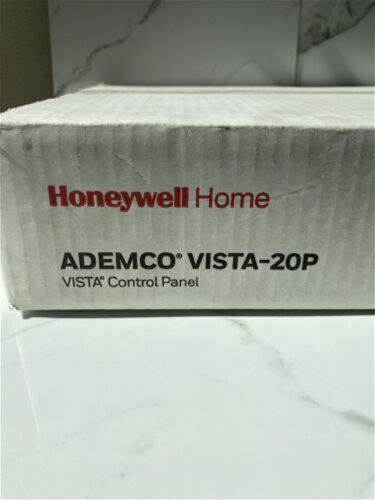 Honeywell Home
ADEMCO® VISTA-20P
VISTA® Control Panel